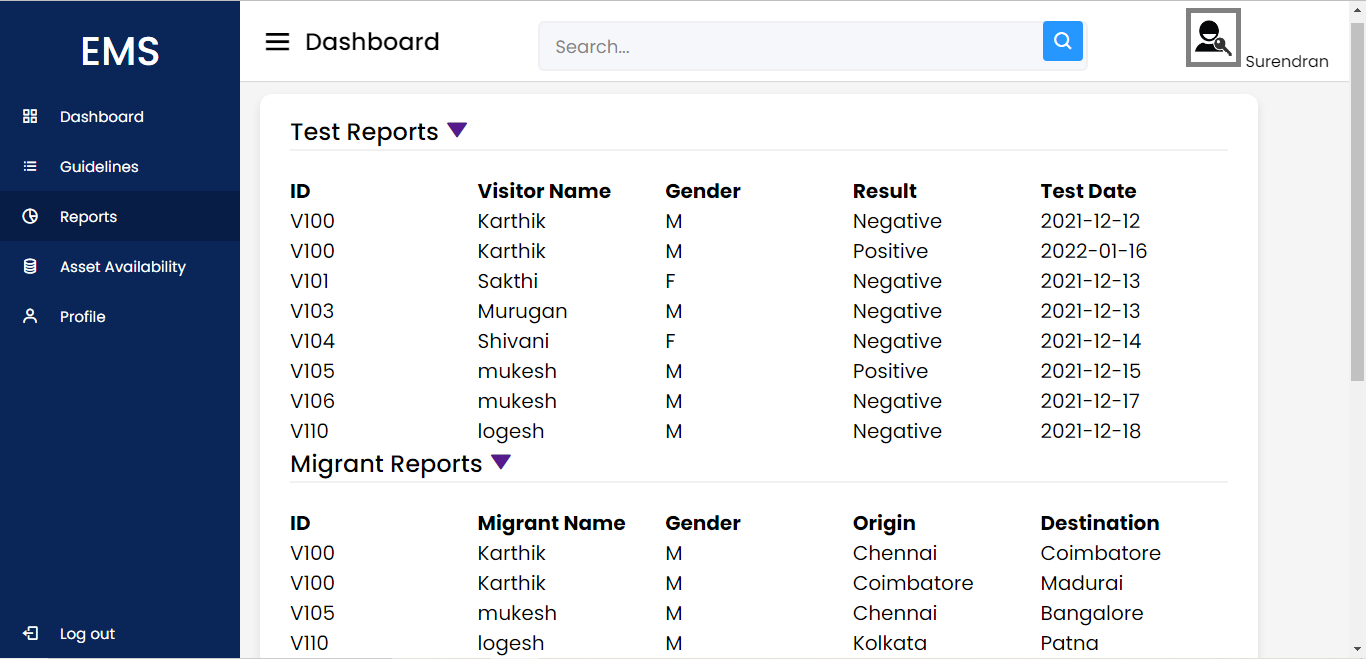 EMS
Dashboard
Guidelines
Reports
Asset Availability
Profile
Log out
Dashboard
Search...
Surendran
Test Reports
ID Visitor Name Gender Result Test Date
V100 Karthik M Negative 2021-12-12
V100 Karthik M Positive 2022-01-16
V101 Sakthi F Negative 2021-12-13
V103 Murugan M Negative 2021-12-13
V104 Shivani F Negative 2021-12-14
V105 mukesh M Positive 2021-12-15
V106 mukesh M Negative 2021-12-17
V110 logesh M Negative 2021-12-18
Migrant Reports
ID Migrant Name Gender Origin Destination
V100 Karthik M Chennai Coimbatore
V100 Karthik M Coimbatore Madurai
V105 mukesh M Chennai Bangalore
V110 logesh M Kolkata Patna